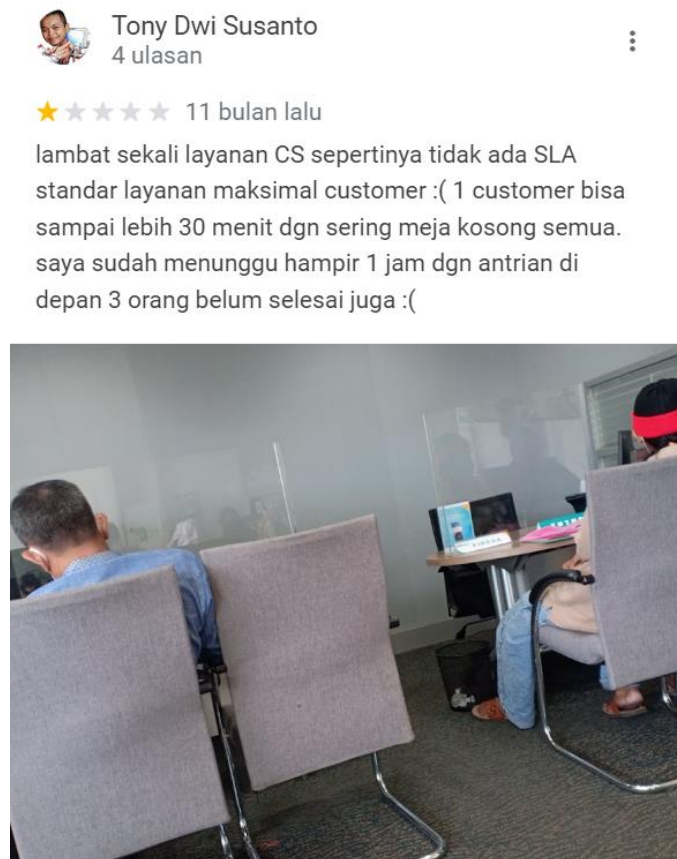 Tony Dwi Susanto
4 ulasan
11 bulan lalu
lambat sekali layanan CS sepertinya tidak ada SLA
standar layanan maksimal customer :( 1 customer bisa
sampai lebih 30 menit dgn sering meja kosong semua.
saya sudah menunggu hampir 1 jam dgn antrian di
depan 3 orang belum selesai juga :(